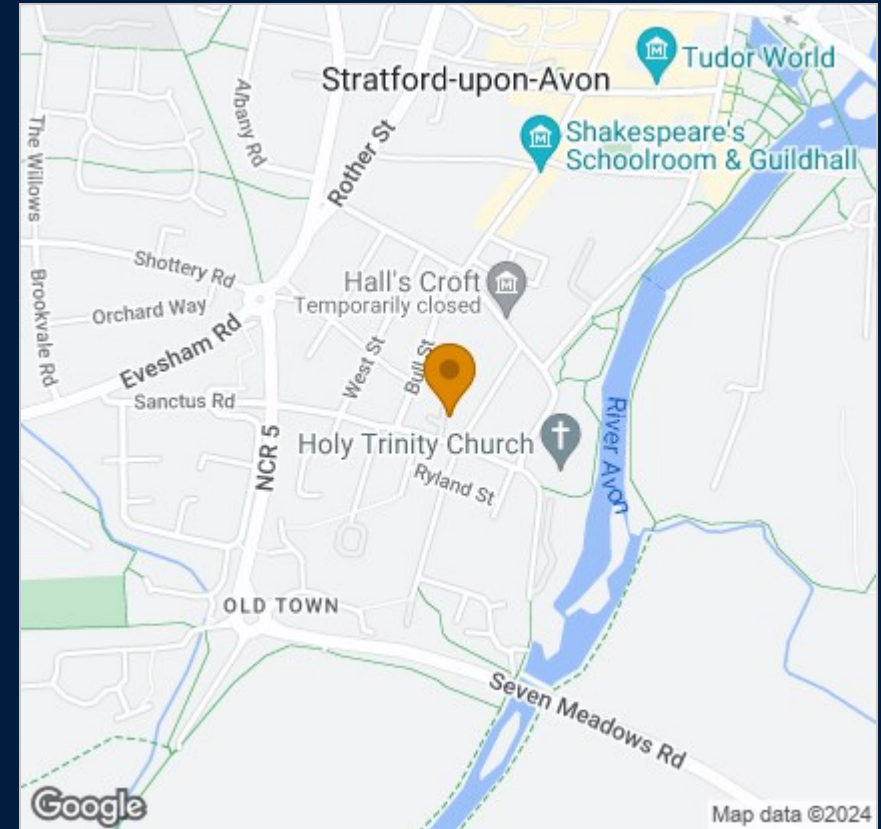 Tudor World
Stratford-upon-Avon
Shakespeare's
Schoolroom & Guildhall
The Willows
Albany Rd
Rother St
Shottery Rd
Hall's Croft
Temporarily closed
Orchard Way
Brookvale Rd
Evesham Rd
West St
Bull St
Sanctus Rd
NCR 5
Holy Trinity Church
River Avon
Ryland St
OLD TOWN
Seven Meadows Rd
Google
Map data ©2024